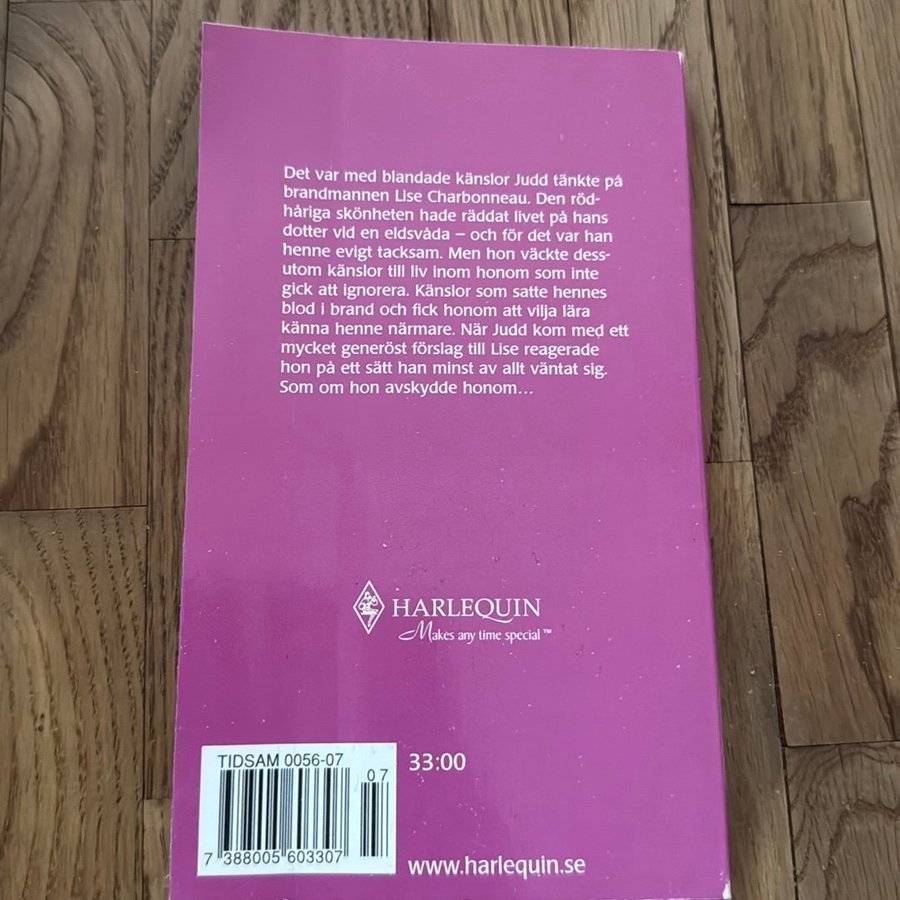 Det var med blandade känslor Judd tänkte på
brandmannen Lise Charbonneau. Den röd-
håriga skönheten hade räddat livet på hans
dotter vid en eldsvåda – och för det var han
henne evigt tacksam. Men hon väckte dess-
utom känslor till liv inom honom som inte
gick att ignorera. Känslor som satte hennes
blod i brand och fick honom att vilja lära
känna henne närmare. När Judd kom med ett
mycket generöst förslag till Lise reagerade
hon på ett sätt han minst av allt väntat sig.
Som om hon avskydde honom...
HARLEQUIN
Makes any time special™
TIDSAM 0056-07
07
33:00
7 388005 603307
www.harlequin.se